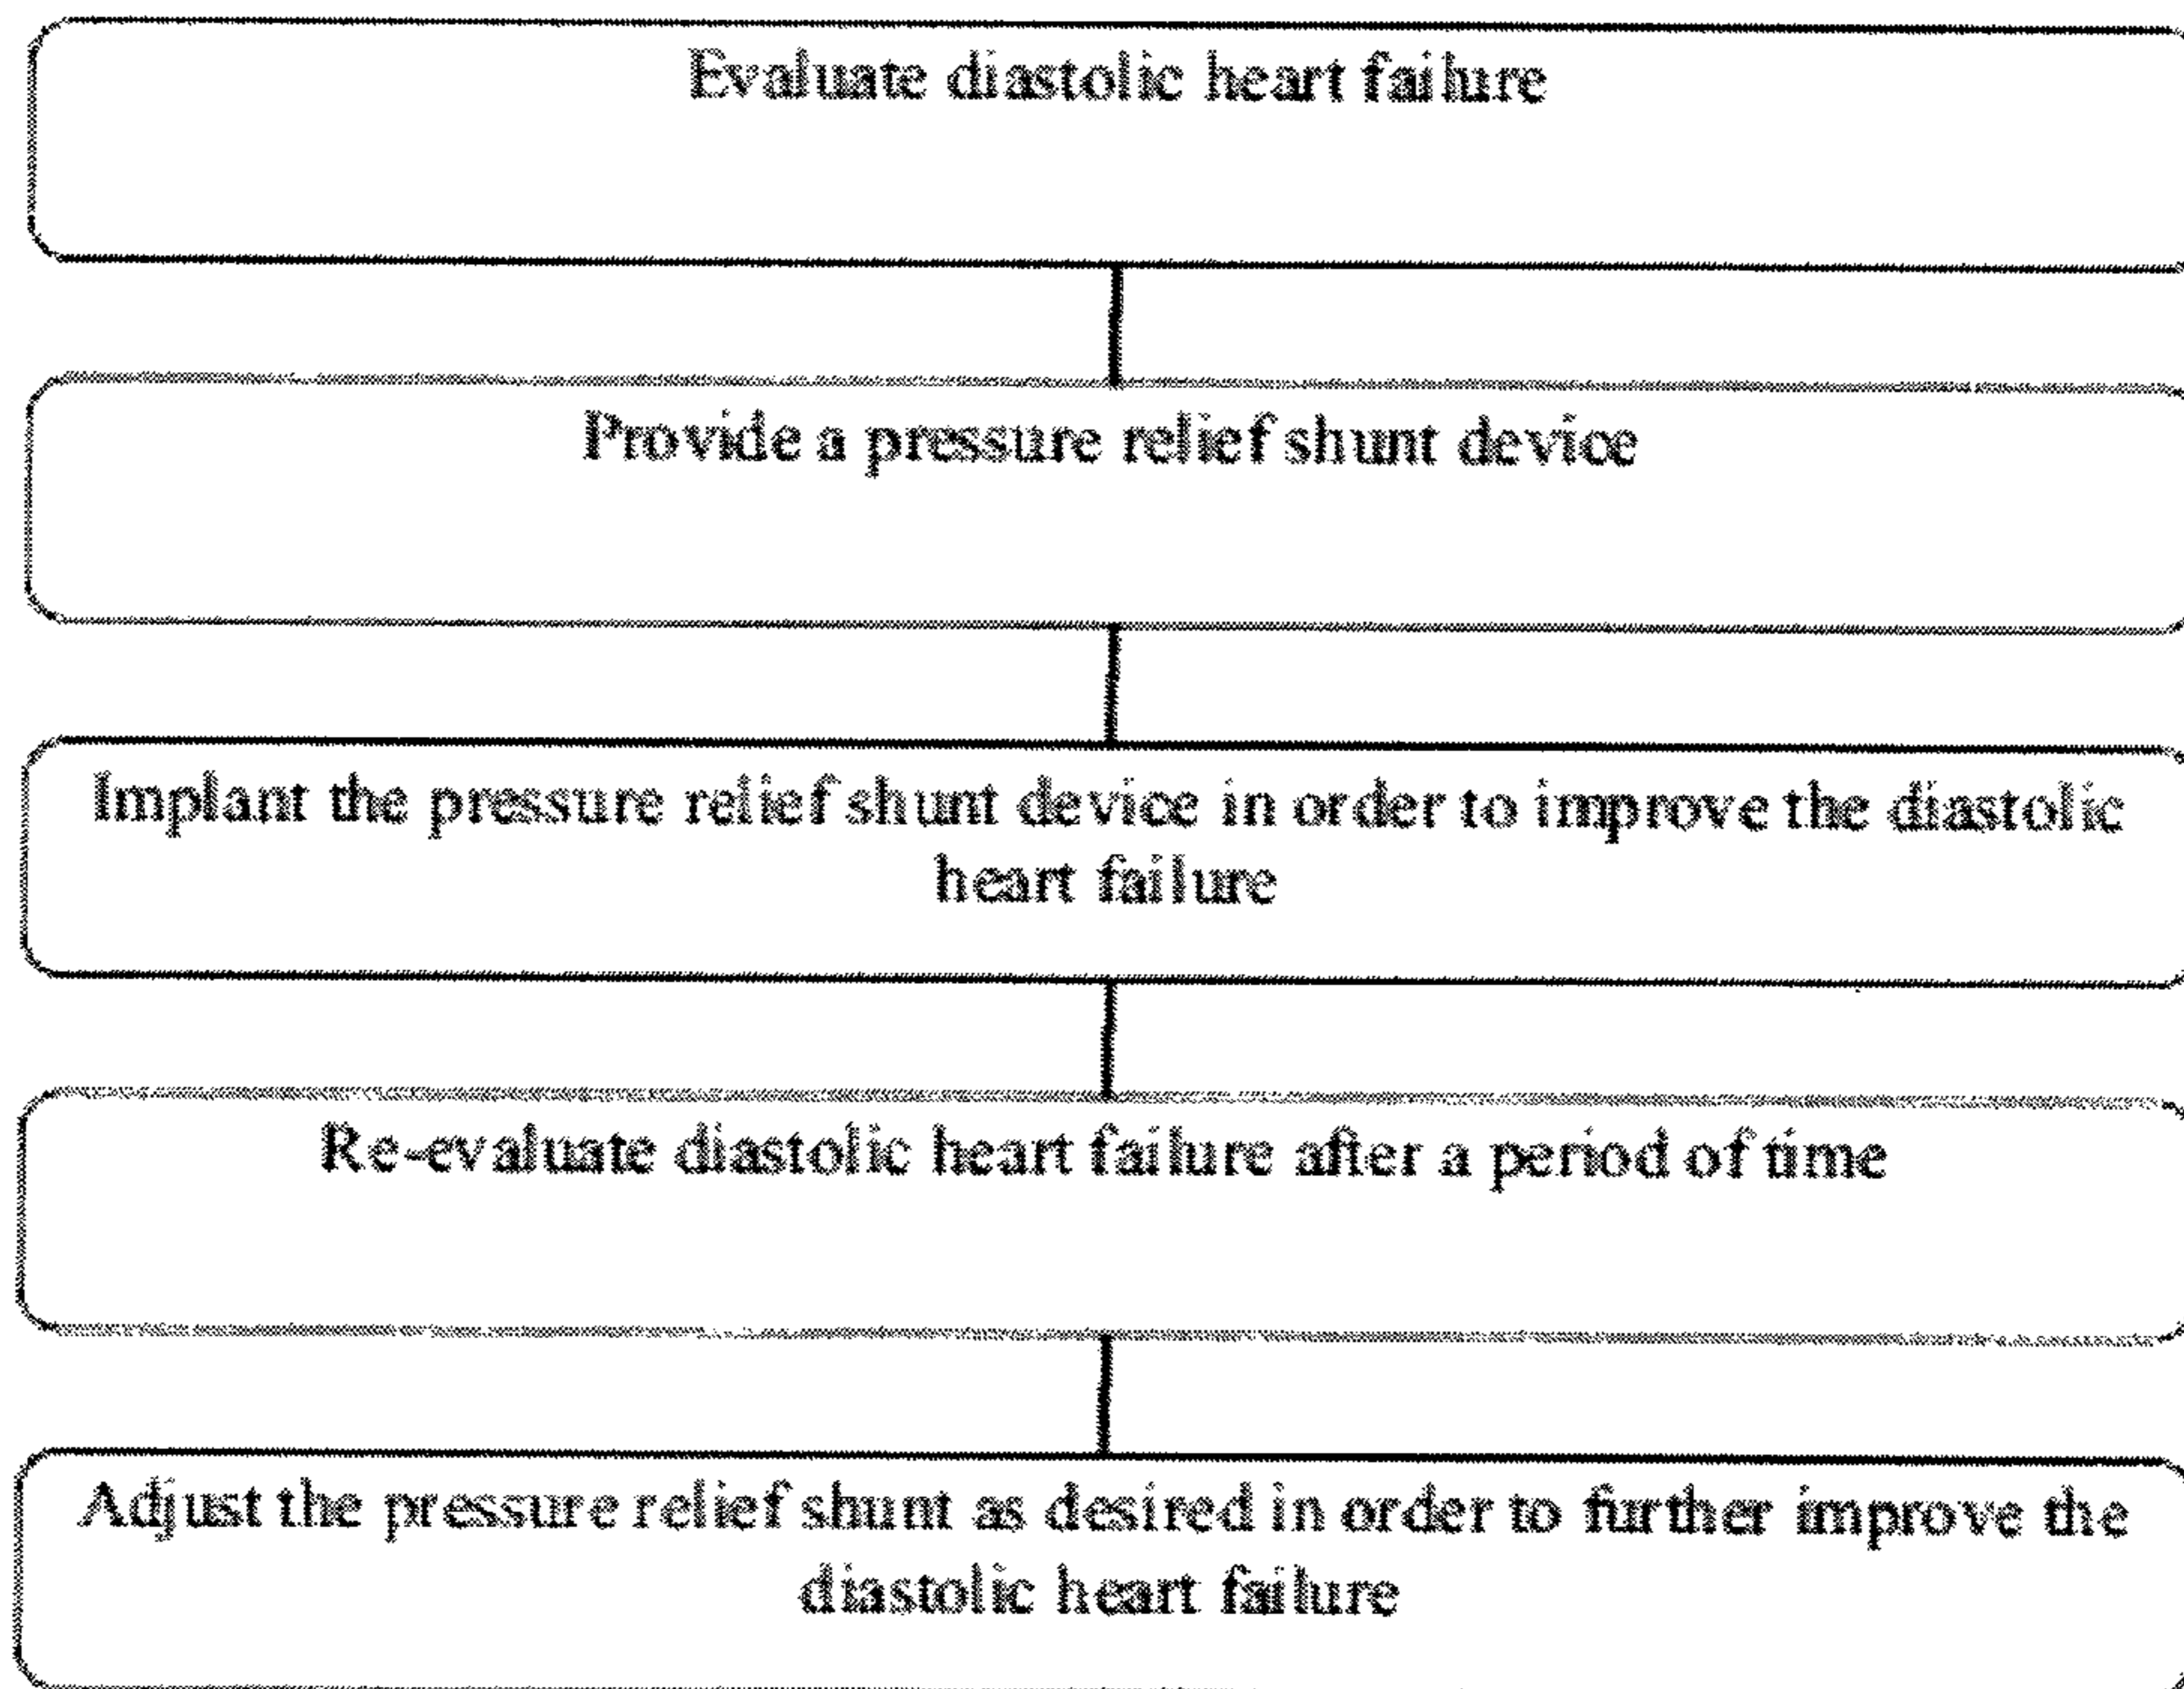 Evaluate diastolic heart failure
Provide a pressure relief shunt device
Implant the pressure relief shunt device in order to improve the diastolic
heart failure
Re-evaluate diastolic heart failure after a period of time
Adjust the pressure relief shunt as desired in order to further improve the
diastolic heart failure